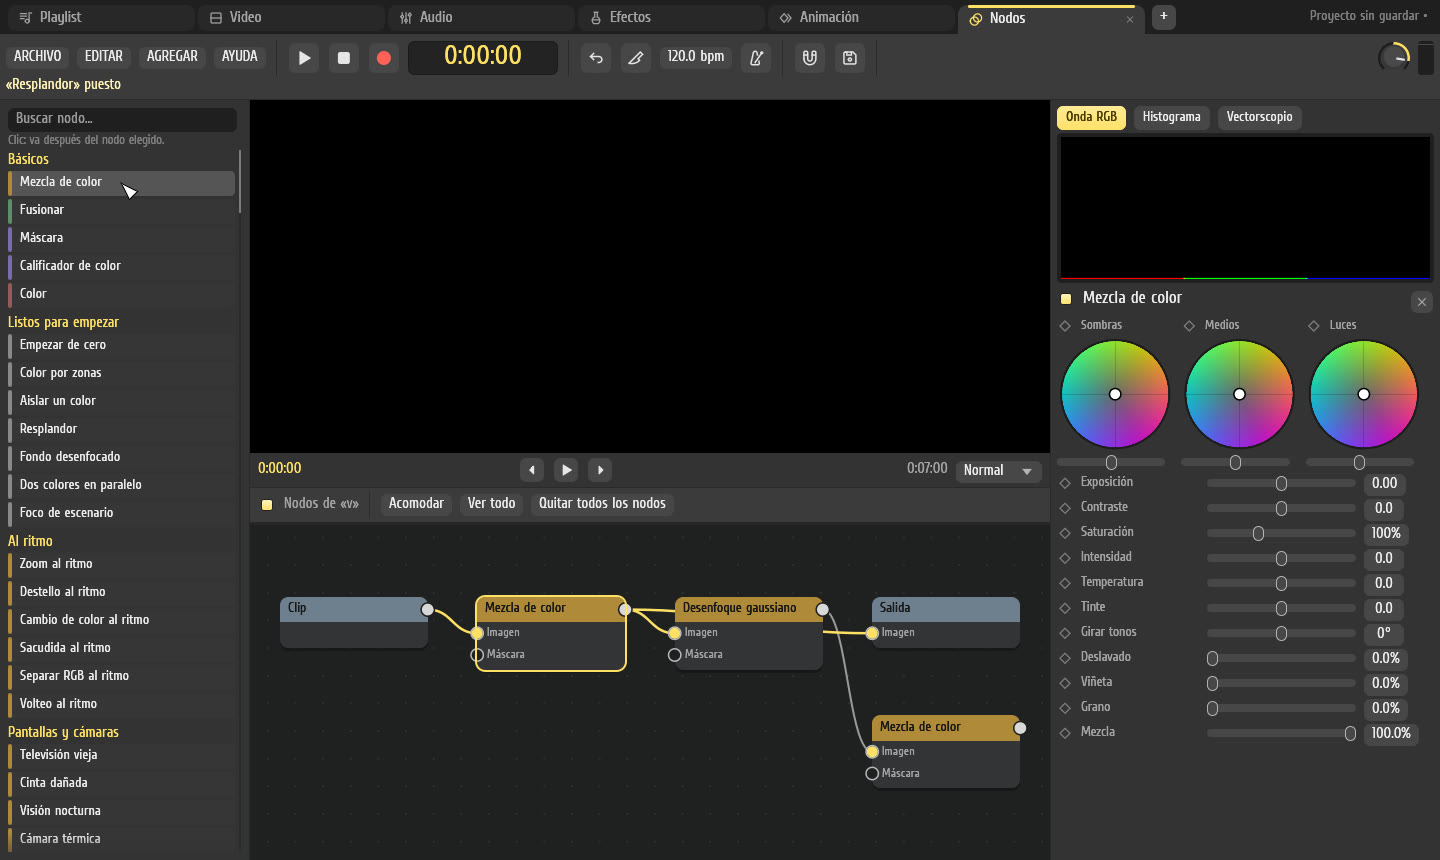 Playlist
Video
Audio
Efectos
Animación
Nodos
×
+
Proyecto sin guardar •
ARCHIVO
EDITAR
AGREGAR
AYUDA
0:00:00
120.0 bpm
«Resplandor» puesto
Buscar nodo...
Clic: va después del nodo elegido.
Básicos
Mezcla de color
Fusionar
Máscara
Calificador de color
Color
Listos para empezar
Empezar de cero
Color por zonas
Aislar un color
Resplandor
Fondo desenfocado
Dos colores en paralelo
Foco de escenario
Al ritmo
Zoom al ritmo
Destello al ritmo
Cambio de color al ritmo
Sacudida al ritmo
Separar RGB al ritmo
Volteo al ritmo
Pantallas y cámaras
Televisión vieja
Cinta dañada
Visión nocturna
Cámara térmica
0:00:00
0:07:00
Normal
Nodos de «v»
Acomodar
Ver todo
Quitar todos los nodos
Clip
Mezcla de color
Imagen
Máscara
Desenfoque gaussiano
Imagen
Máscara
Salida
Imagen
Mezcla de color
Imagen
Máscara
Onda RGB
Histograma
Vectorscopio
Mezcla de color
×
Sombras
Medios
Luces
Exposición 0.00
Contraste 0.0
Saturación 100%
Intensidad 0.0
Temperatura 0.0
Tinte 0.0
Girar tonos 0°
Deslavado 0.0%
Viñeta 0.0%
Grano 0.0%
Mezcla 100.0%